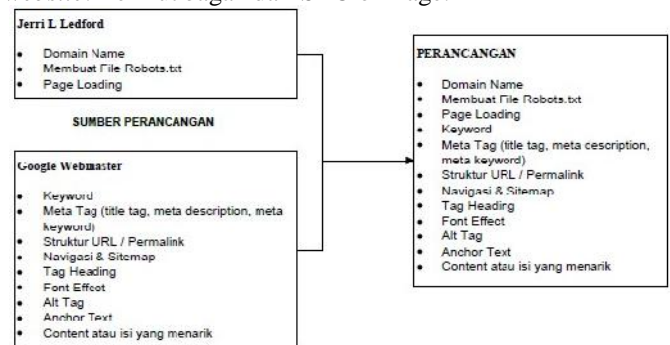 Jerri L Ledford
• Domain Name
• Membuat File Robots.txt
• Page Loading
SUMBER PERANCANGAN
Google Webmaster
• Keyword
• Meta Tag (title tag, meta description, meta
keyword)
• Struktur URL / Permalink
• Navigasi & Sitemap
• Tag Heading
• Font Effect
• Alt Tag
• Anchor Text
• Content atau isi yang menarik
PERANCANGAN
• Domain Name
• Membuat File Robots.txt
• Page Loading
• Keyword
• Meta Tag (title tag, meta cescription,
meta keyword)
• Struktur URL / Permalink
• Navigasi & Sitemap
• Tag Heading
• Font Effect
• Alt Tag
• Anchor Text
• Content atau isi yang menarik